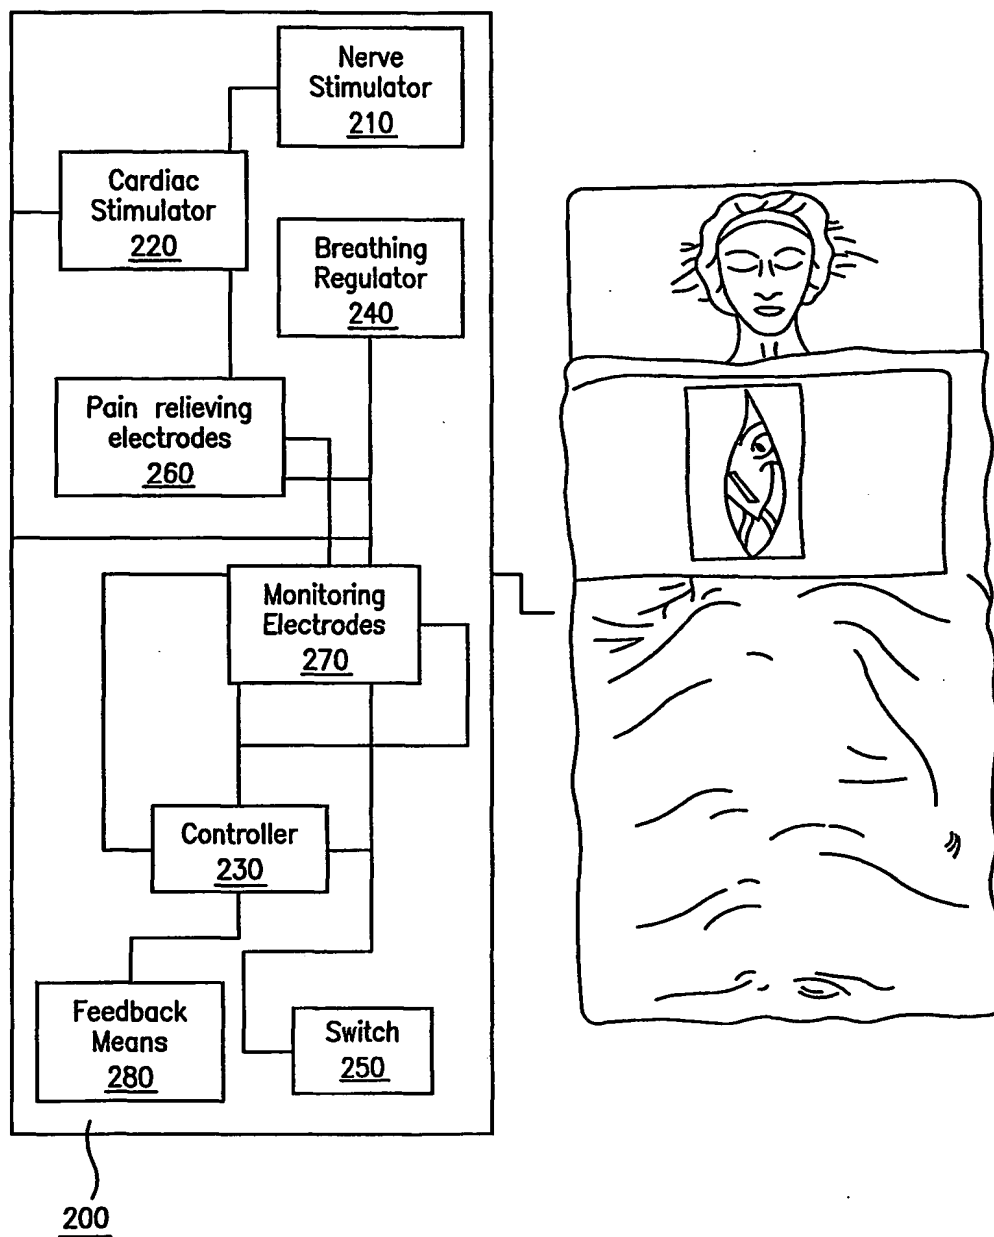 Nerve
Stimulator
210
Cardiac
Stimulator
220
Breathing
Regulator
240
Pain relieving
electrodes
260
Monitoring
Electrodes
270
Controller
230
Feedback
Means
280
Switch
250
200